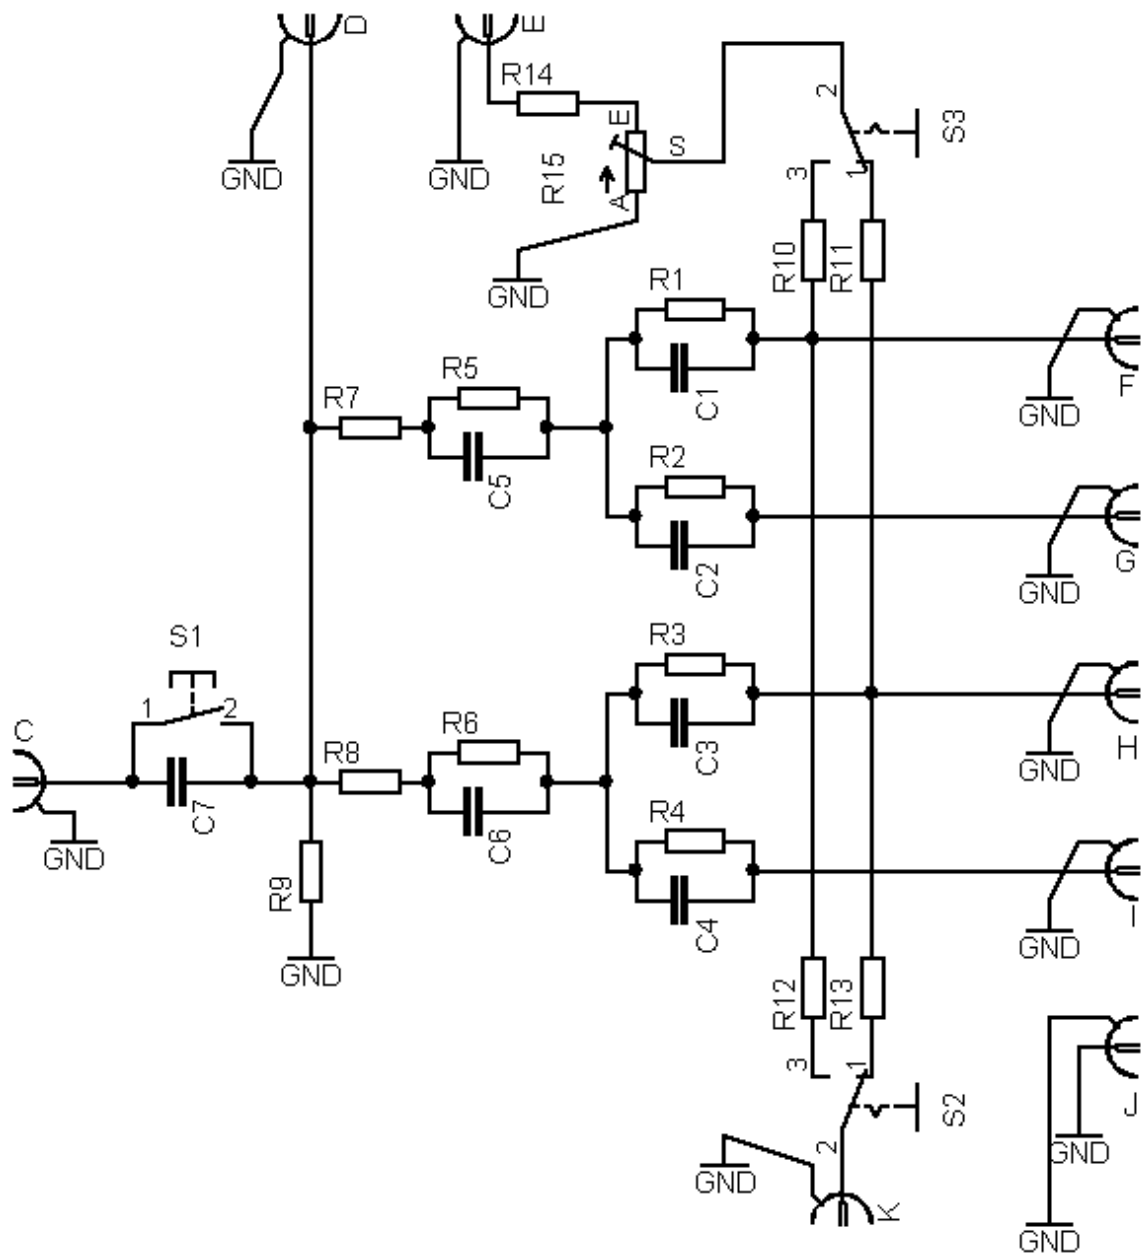 D
E
R14
E
2
S3
S
R15
A
3
1
GND
GND
GND
R10
R11
R1
C1
F
GND
R5
R7
C5
R2
C2
G
GND
S1
1
2
C
R3
C3
H
GND
R6
R8
C7
C6
GND
R4
C4
I
GND
R9
GND
R12
R13
3
1
S2
2
J
GND
GND
K
GND